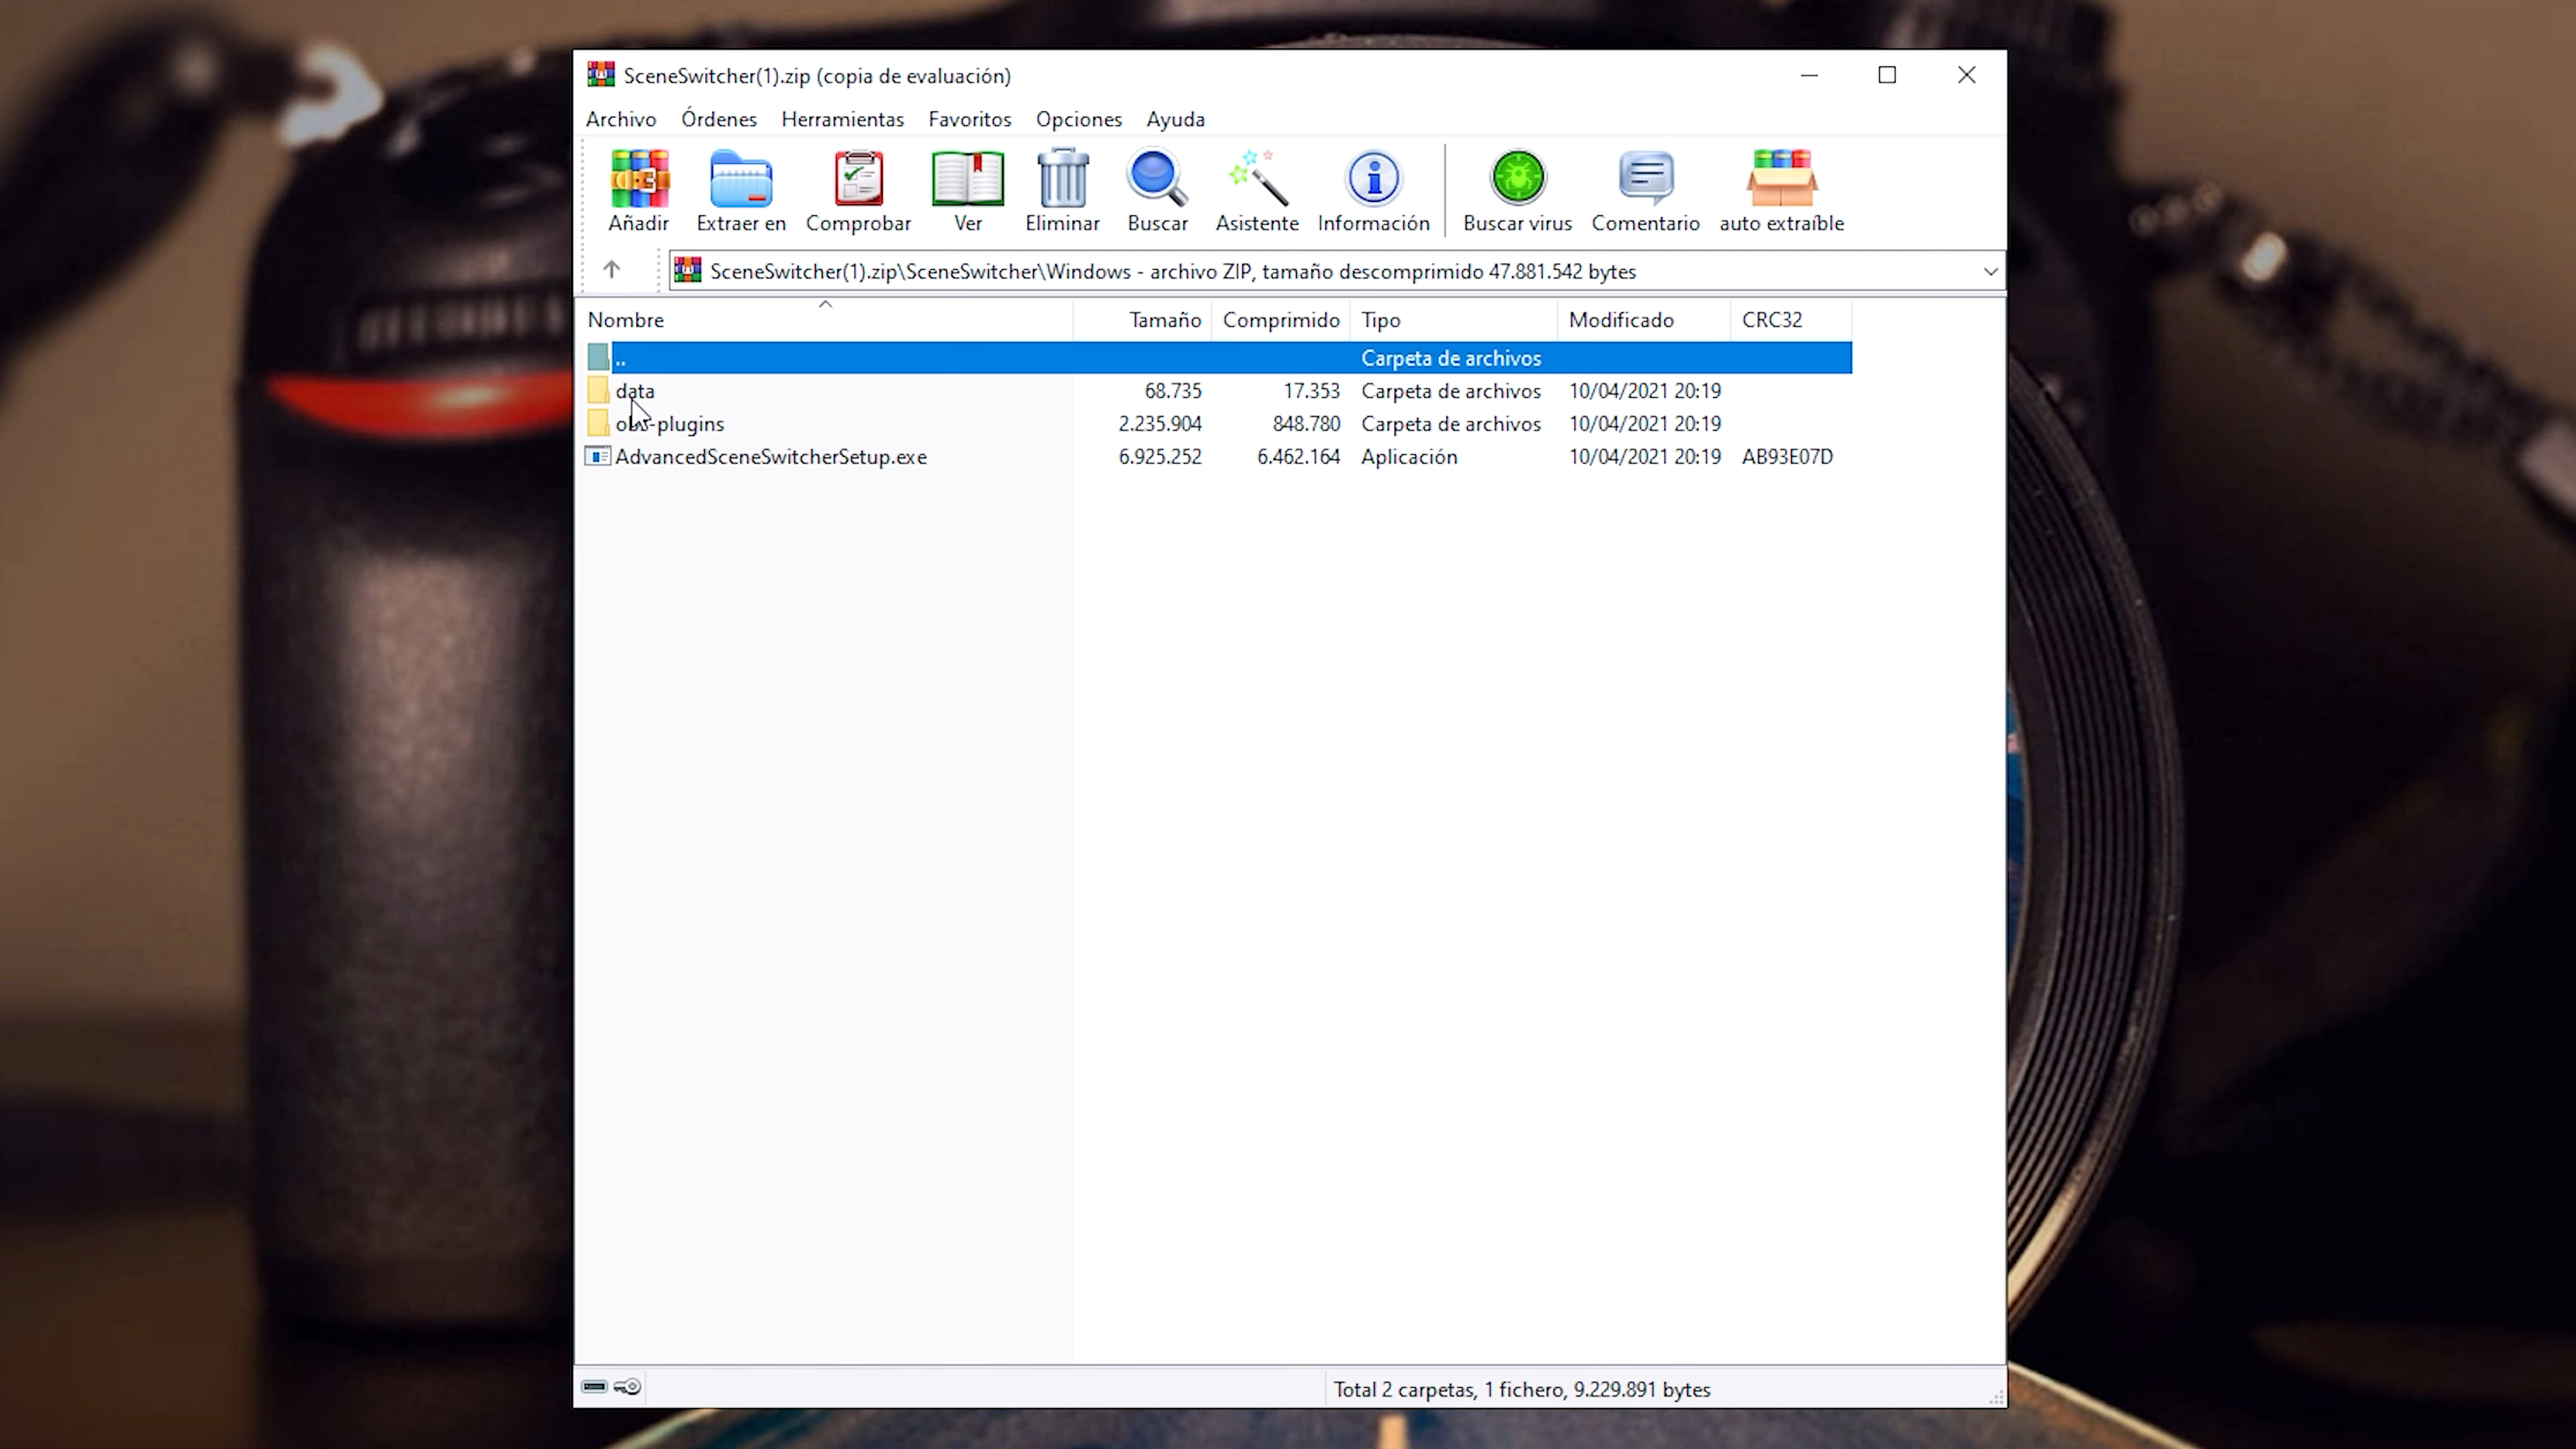 SceneSwitcher(1).zip (copia de evaluación)
Archivo Órdenes Herramientas Favoritos Opciones Ayuda
Añadir Extraer en Comprobar Ver Eliminar Buscar Asistente Información Buscar virus Comentario auto extraíble
SceneSwitcher(1).zip\SceneSwitcher\Windows - archivo ZIP, tamaño descomprimido 47.881.542 bytes
Nombre Tamaño Comprimido Tipo Modificado CRC32
.. Carpeta de archivos
data 68.735 17.353 Carpeta de archivos 10/04/2021 20:19
obs-plugins 2.235.904 848.780 Carpeta de archivos 10/04/2021 20:19
AdvancedSceneSwitcherSetup.exe 6.925.252 6.462.164 Aplicación 10/04/2021 20:19 AB93E07D
Total 2 carpetas, 1 fichero, 9.229.891 bytes